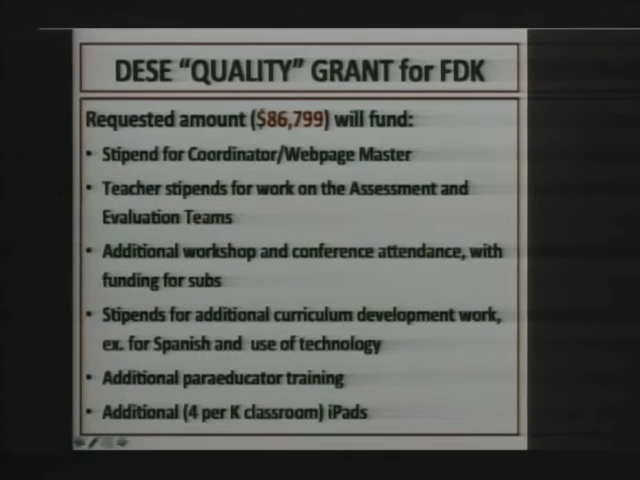 DESE “QUALITY” GRANT for FDK
Requested amount ($86,799) will fund:
• Stipend for Coordinator/Webpage Master
• Teacher stipends for work on the Assessment and
Evaluation Teams
• Additional workshop and conference attendance, with
funding for subs
• Stipends for additional curriculum development work,
ex. for Spanish and use of technology
• Additional paraeducator training
• Additional (4 per K classroom) iPads